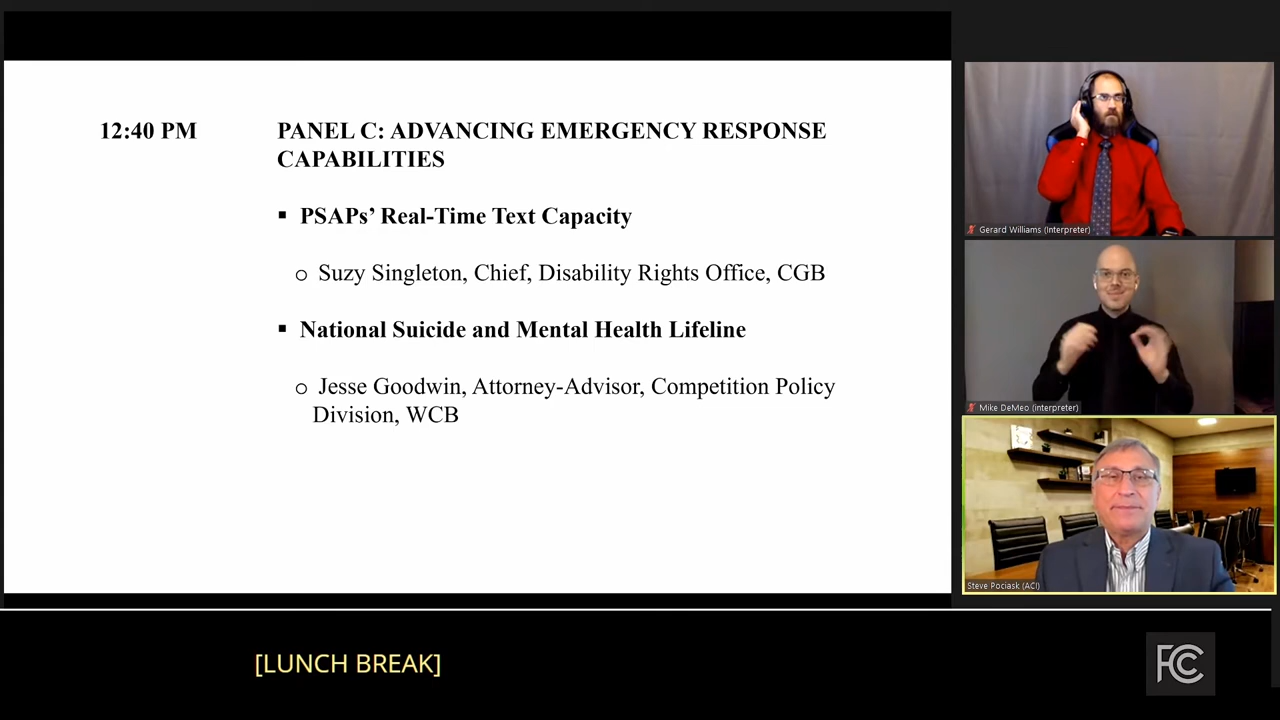 12:40 PM
PANEL C: ADVANCING EMERGENCY RESPONSE
CAPABILITIES
▪ PSAPs’ Real-Time Text Capacity
o Suzy Singleton, Chief, Disability Rights Office, CGB
▪ National Suicide and Mental Health Lifeline
o Jesse Goodwin, Attorney-Advisor, Competition Policy
Division, WCB
Gerard Williams (Interpreter)
Mike DeMeo (interpreter)
Steve Pociask (ACI)
[LUNCH BREAK]
FCC